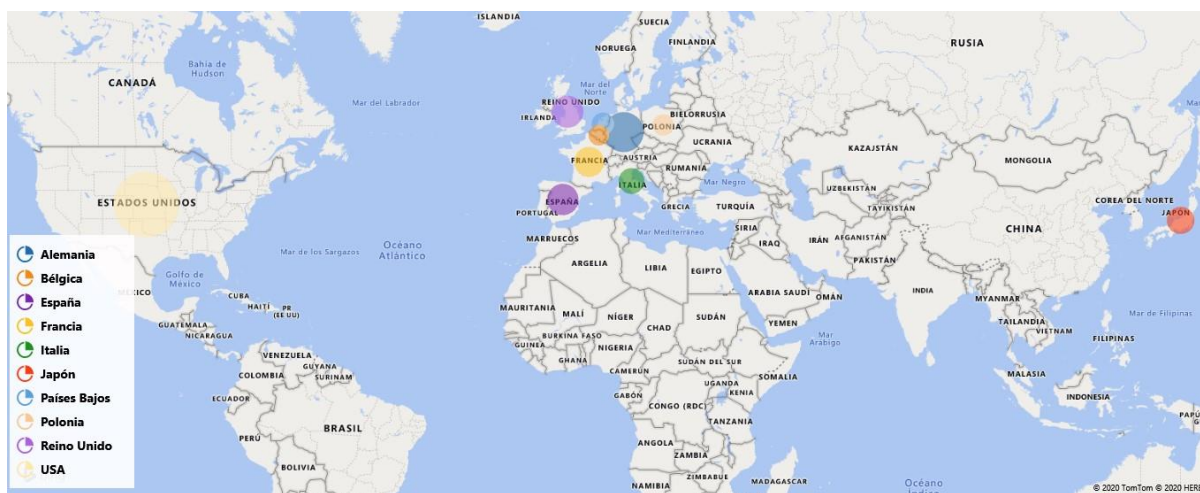 ISLANDIA
SUECIA
NORUEGA
FINLANDIA
RUSIA
CANADÁ
Bahía de
Hudson
Mar del Labrador
Mar del
Norte
REINO UNIDO
IRLANDA
BIELORRUSIA
POLONIA
UCRANIA
KAZAJSTÁN
MONGOLIA
FRANCIA
AUSTRIA
RUMANIA
ITALIA
Mar Negro
UZBEKISTÁN
TAYIKISTÁN
COREA DEL NORTE
JAPÓN
ESTADOS UNIDOS
ESPAÑA
PORTUGAL
GRECIA
TURQUÍA
Mar Mediterráneo
SIRIA
IRAQ
IRÁN
AFGANISTÁN
PAKISTÁN
CHINA
Mar de los Sargazos
Océano
Atlántico
MARRUECOS
ARGELIA
LIBIA
EGIPTO
ARABIA SAUDÍ
OMÁN
INDIA
MYANMAR
Golfo de
México
MÉXICO
CUBA
HAITÍ
PR
(EE UU)
GUATEMALA
NICARAGUA
MAURITANIA
MALÍ
NÍGER
CHAD
SUDÁN
YEMEN
Mar
Arabigo
TAILANDIA
VIETNAM
Mar de Filipinas
FILIPINAS
BURKINA FASO
GUINEA
GHANA
NIGERIA
CAMERÚN
SUDÁN DEL SUR
SOMALIA
VENEZUELA
GUYANA
SURINAM
COLOMBIA
ECUADOR
GABÓN
UGANDA
KENIA
CONGO (RDC)
TANZANIA
MALASIA
INDONESIA
PERÚ
BRASIL
BOLIVIA
ANGOLA
ZAMBIA
ZIMBABUE
NAMIBIA
MADAGASCAR
Océano
Alemania
Bélgica
España
Francia
Italia
Japón
Países Bajos
Polonia
Reino Unido
USA
© 2020 TomTom © 2020 HERE